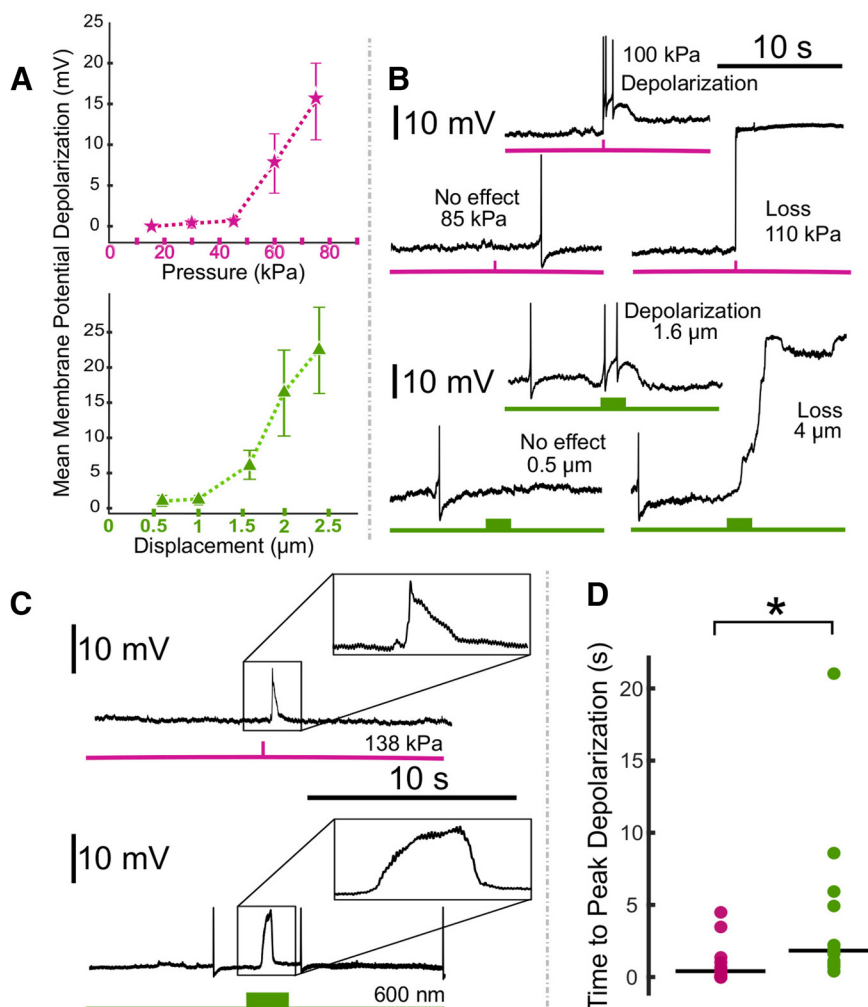 A
Mean Membrane Potential Depolarization (mV)
25
20
15
10
5
0
0 20 40 60 80
Pressure (kPa)
25
20
15
10
5
0
0 0.5 1 1.5 2 2.5
Displacement (µm)
B
10 mV
100 kPa
Depolarization
10 s
No effect
85 kPa
Loss
110 kPa
10 mV
Depolarization
1.6 µm
No effect
0.5 µm
Loss
4 µm
C
10 mV
138 kPa
10 s
10 mV
600 nm
D
*
Time to Peak Depolarization (s)
20
15
10
5
0